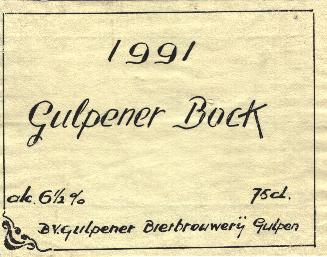 1991
Gulpener Bock
alc. 6½% 75cl.
B.V. Gulpener Bierbrouwerij Gulpen